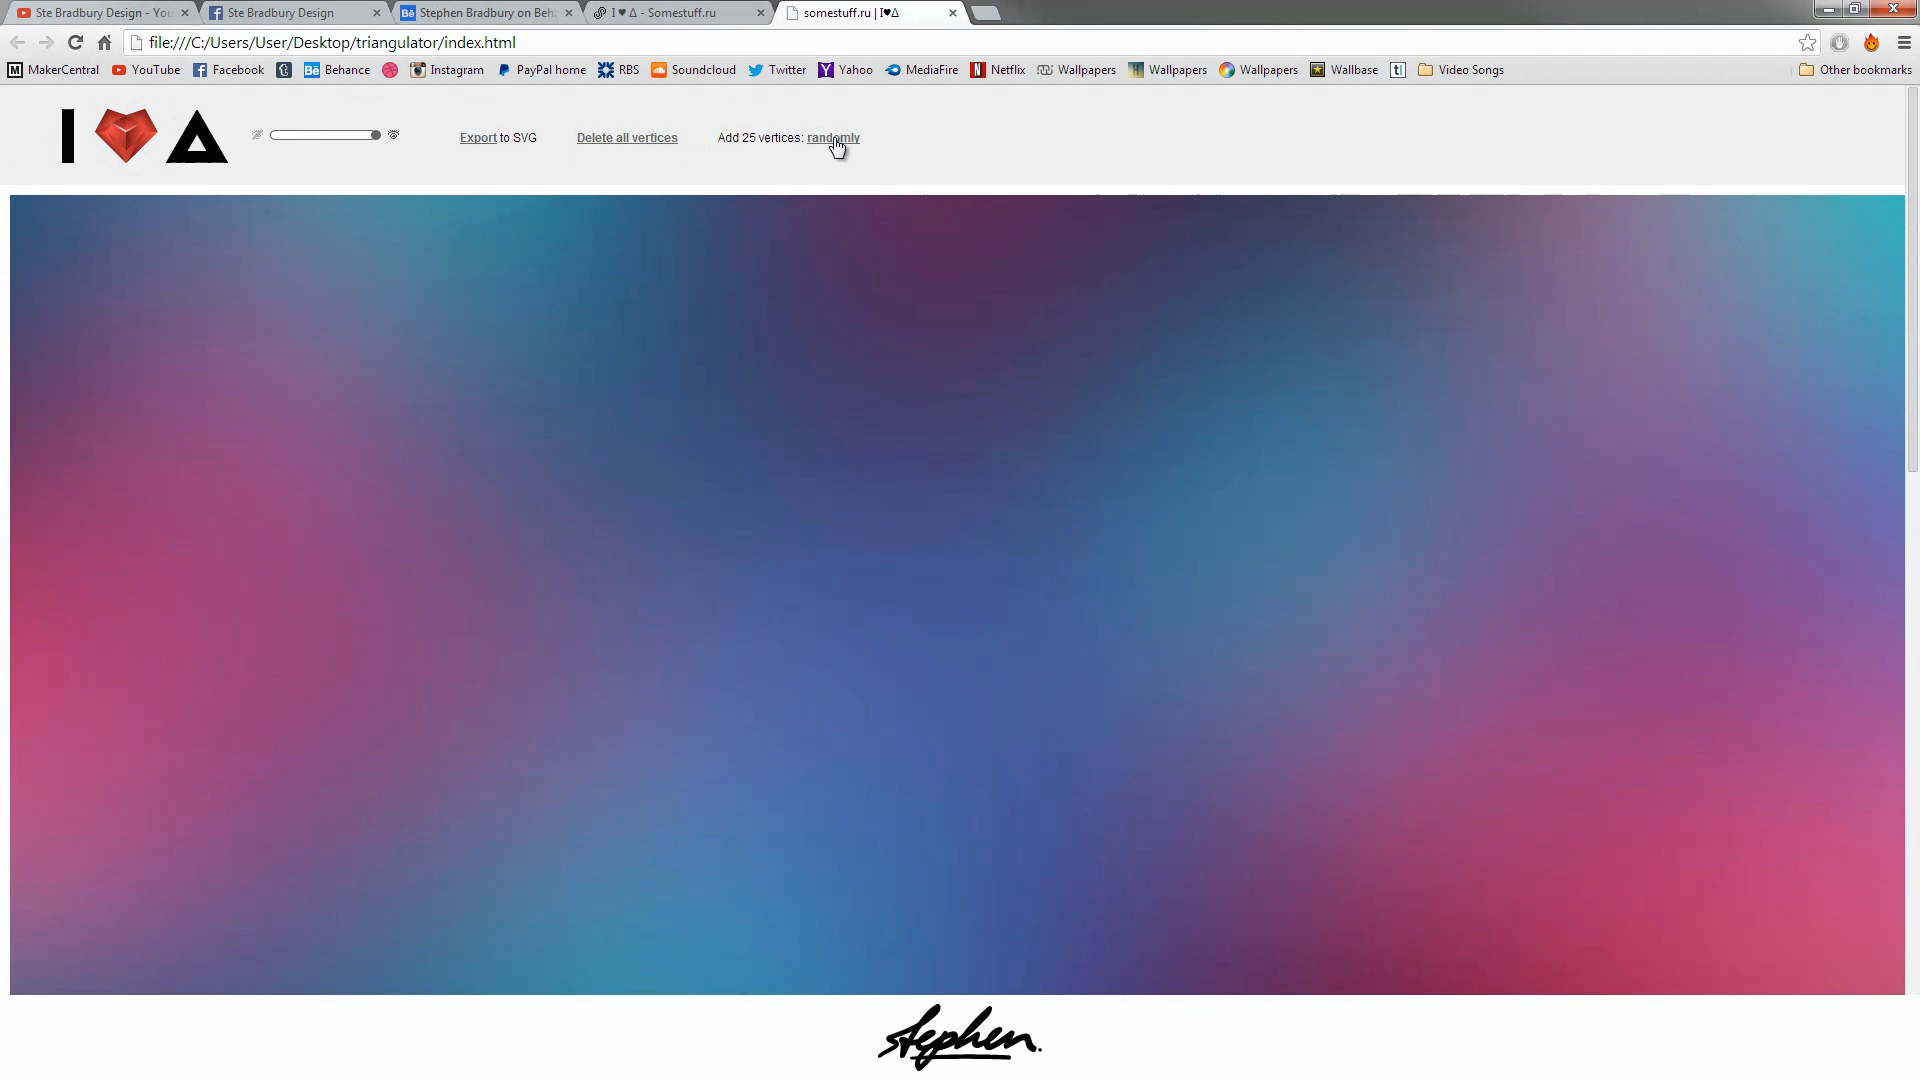 Ste Bradbury Design - You
Ste Bradbury Design
Stephen Bradbury on Beh
I ♥ Δ - Somestuff.ru
somestuff.ru | I♥Δ
file:///C:/Users/User/Desktop/triangulator/index.html
MakerCentral
YouTube
Facebook
Behance
Instagram
PayPal home
RBS
Soundcloud
Twitter
Yahoo
MediaFire
Netflix
Wallpapers
Wallpapers
Wallpapers
Wallbase
Video Songs
Other bookmarks
Export to SVG
Delete all vertices
Add 25 vertices: randomly
Stephen.